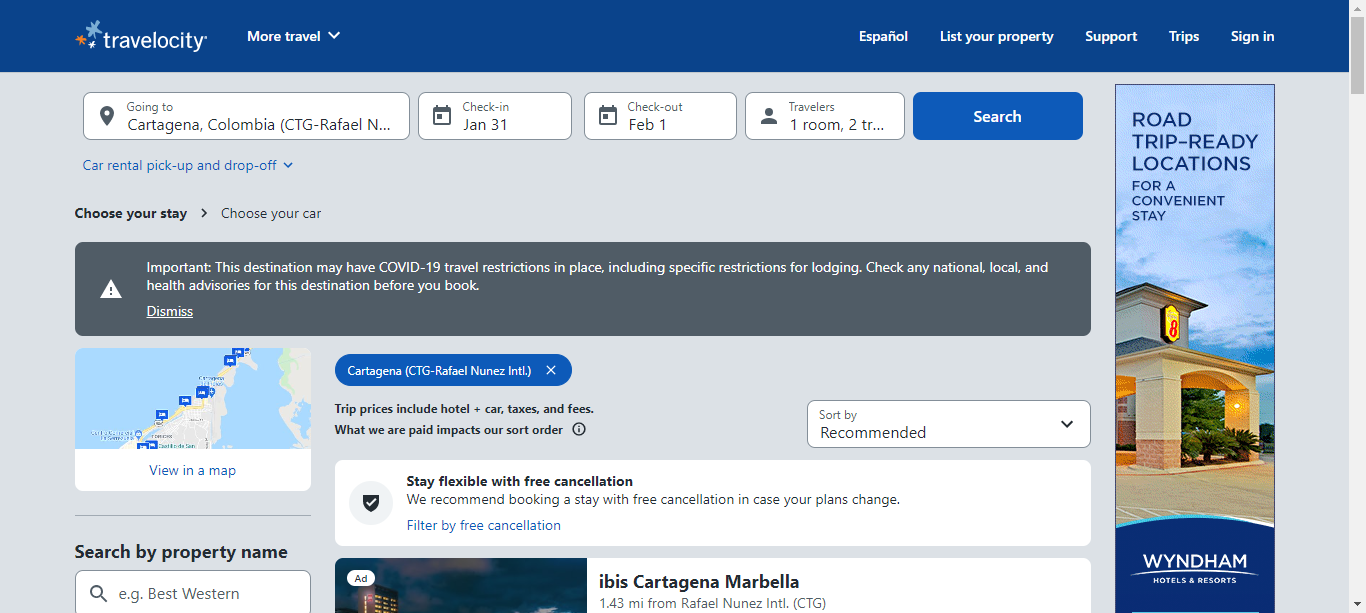 travelocity
More travel
Español
List your property
Support
Trips
Sign in
Going to
Cartagena, Colombia (CTG-Rafael N...
Check-in
Jan 31
Check-out
Feb 1
Travelers
1 room, 2 tr...
Search
Car rental pick-up and drop-off
Choose your stay
Choose your car
Important: This destination may have COVID-19 travel restrictions in place, including specific restrictions for lodging. Check any national, local, and
health advisories for this destination before you book.
Dismiss
View in a map
Search by property name
e.g. Best Western
Cartagena (CTG-Rafael Nunez Intl.)
Trip prices include hotel + car, taxes, and fees.
What we are paid impacts our sort order
Sort by
Recommended
Stay flexible with free cancellation
We recommend booking a stay with free cancellation in case your plans change.
Filter by free cancellation
Ad
ibis Cartagena Marbella
1.43 mi from Rafael Nunez Intl. (CTG)
ROAD
TRIP-READY
LOCATIONS
FOR A
CONVENIENT
STAY
8
WYNDHAM
HOTELS & RESORTS